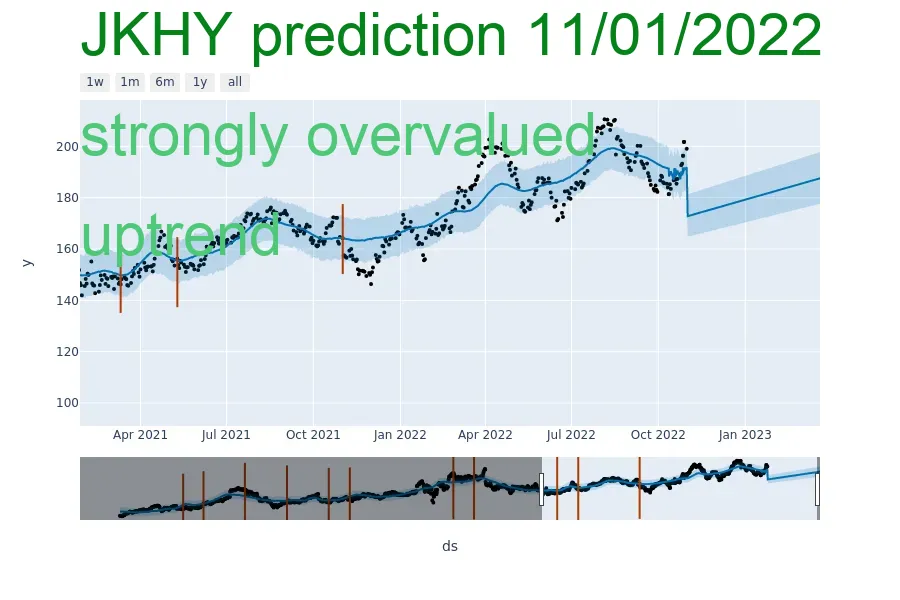 JKHY prediction 11/01/2022
1w 1m 6m 1y all
strongly overvalued
uptrend
200
180
160
140
120
100
y
Apr 2021 Jul 2021 Oct 2021 Jan 2022 Apr 2022 Jul 2022 Oct 2022 Jan 2023
ds